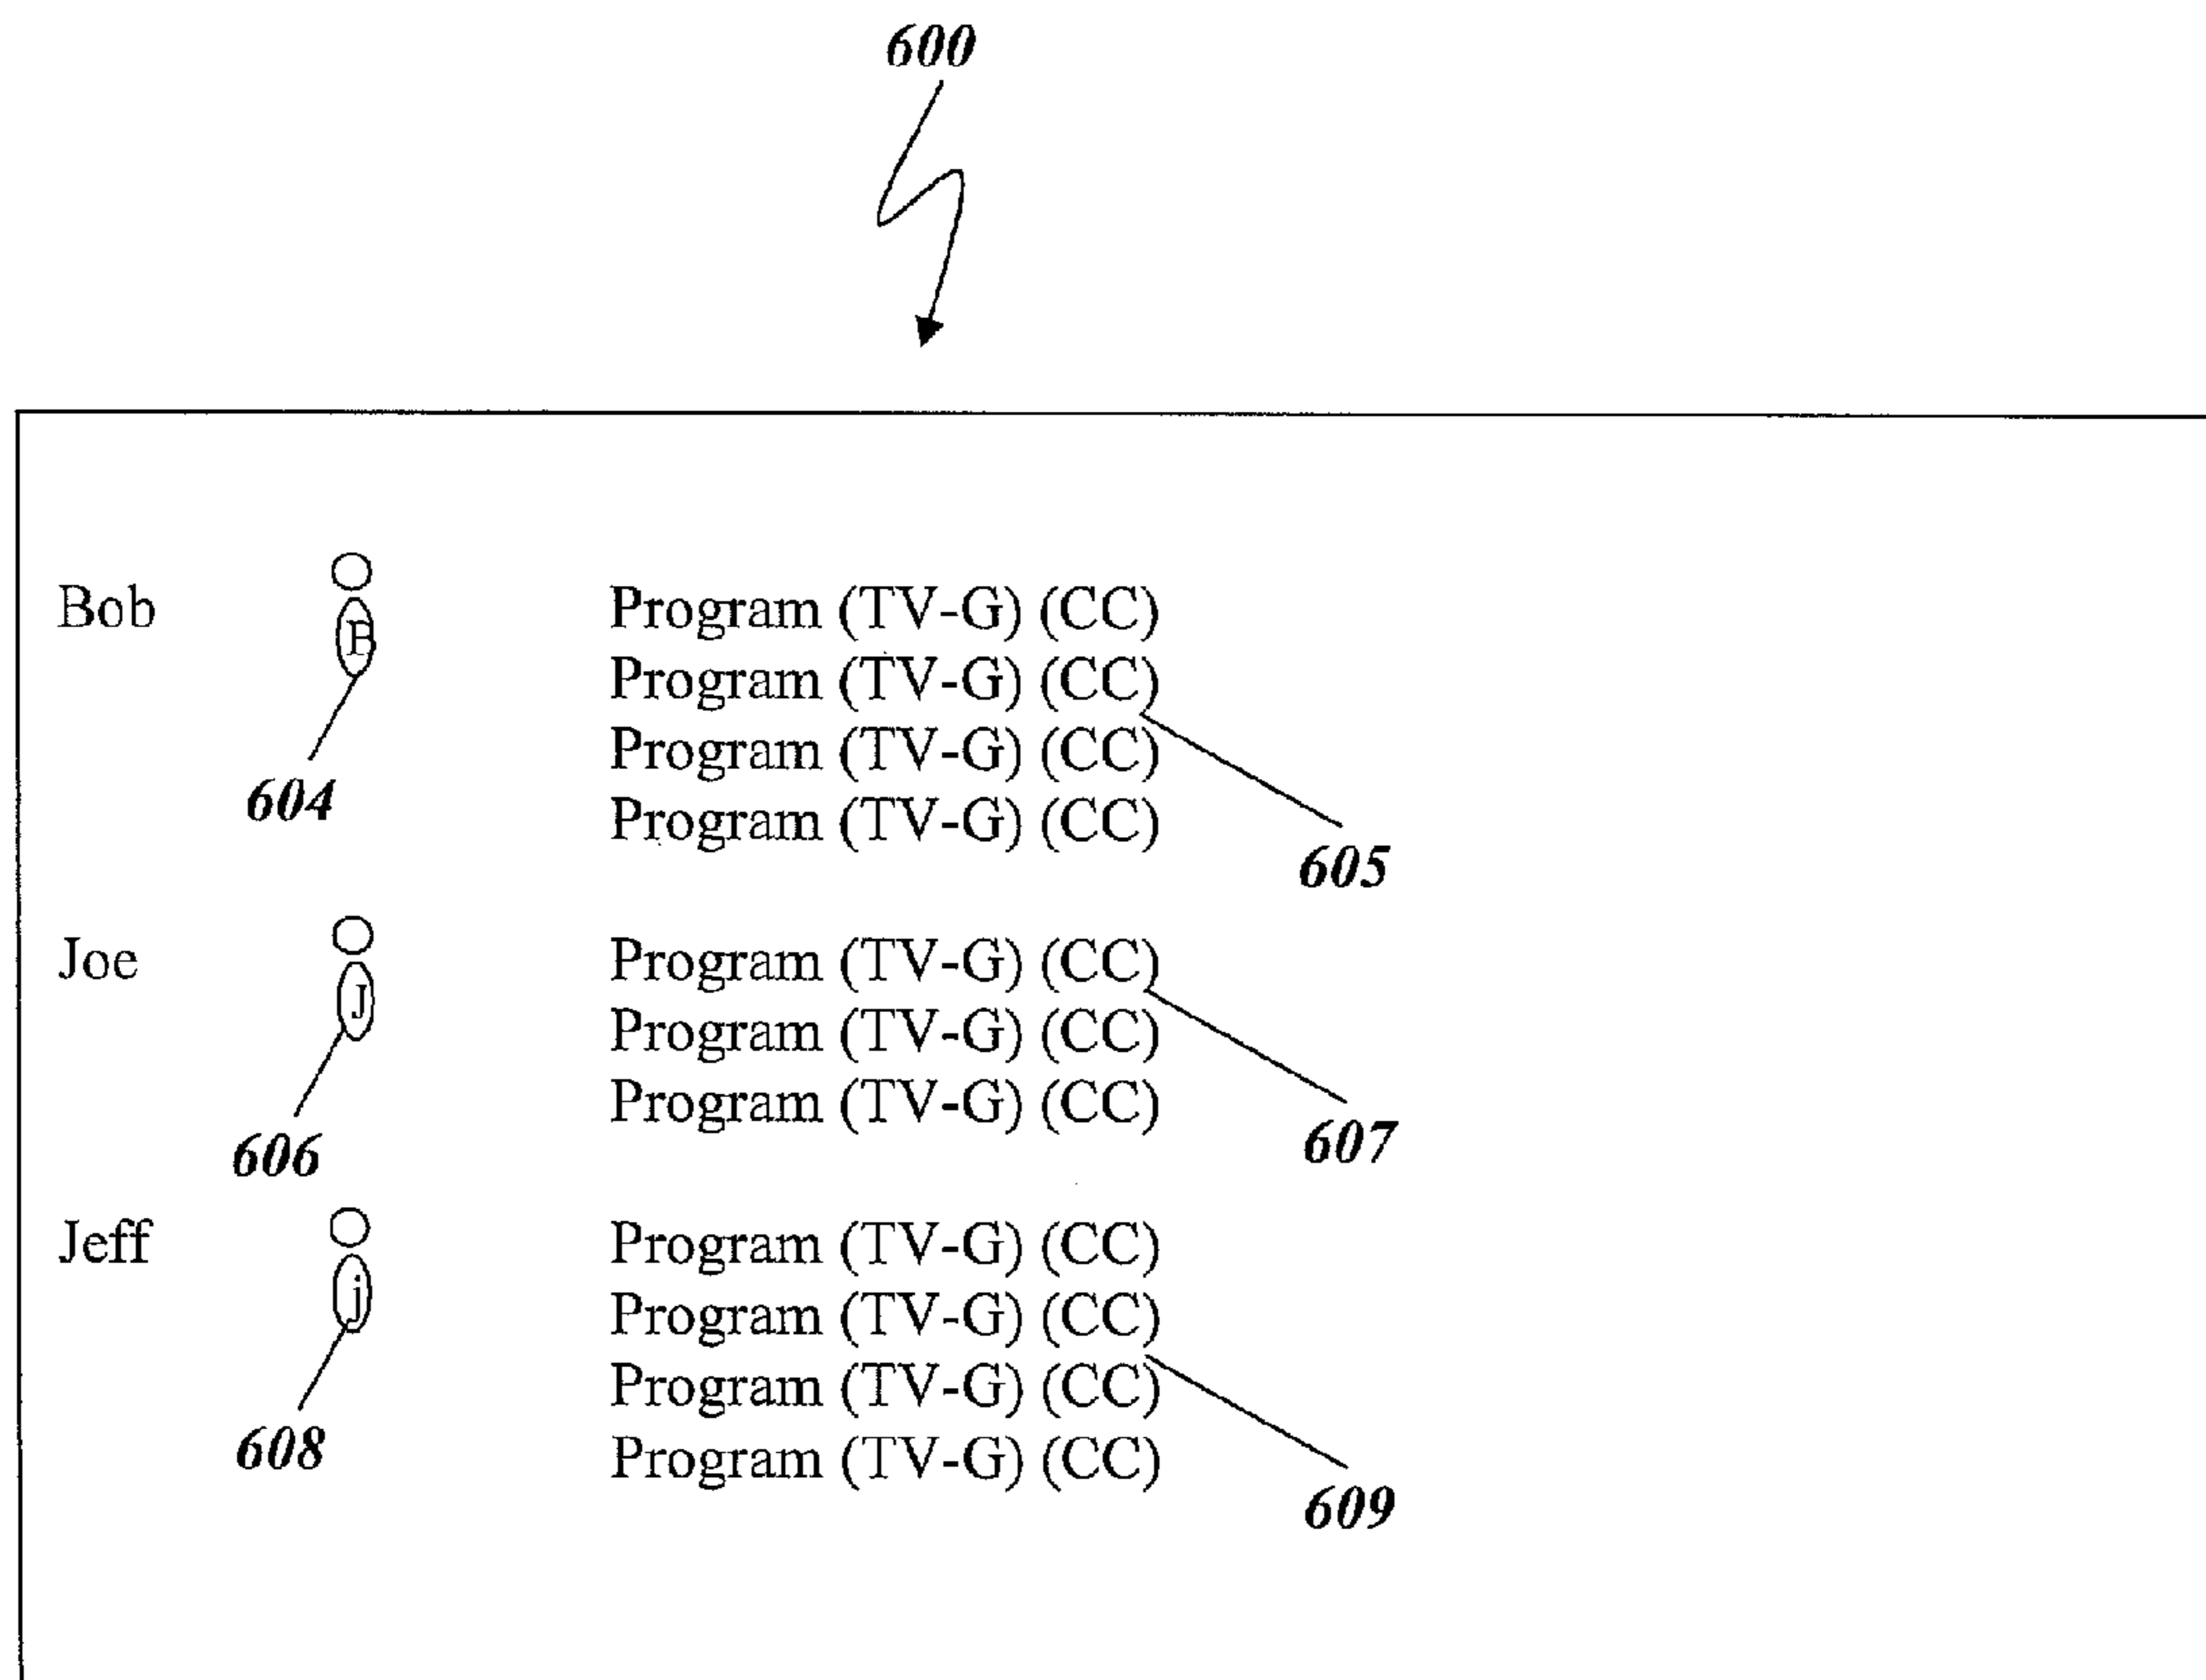 600
Bob B Program (TV-G) (CC)
Program (TV-G) (CC)
Program (TV-G) (CC)
604 Program (TV-G) (CC)
605
Joe J Program (TV-G) (CC)
Program (TV-G) (CC)
Program (TV-G) (CC)
606 607
Jeff j Program (TV-G) (CC)
Program (TV-G) (CC)
Program (TV-G) (CC)
608 Program (TV-G) (CC)
609